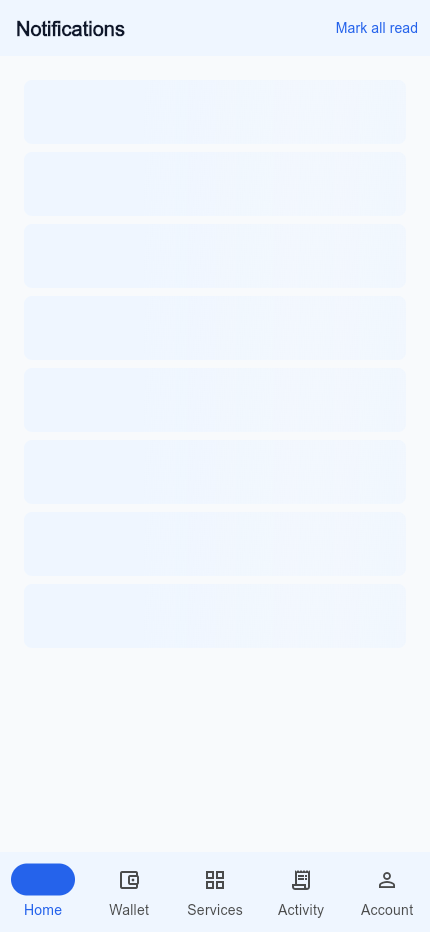 Notifications
Mark all read
Home
Wallet
Services
Activity
Account